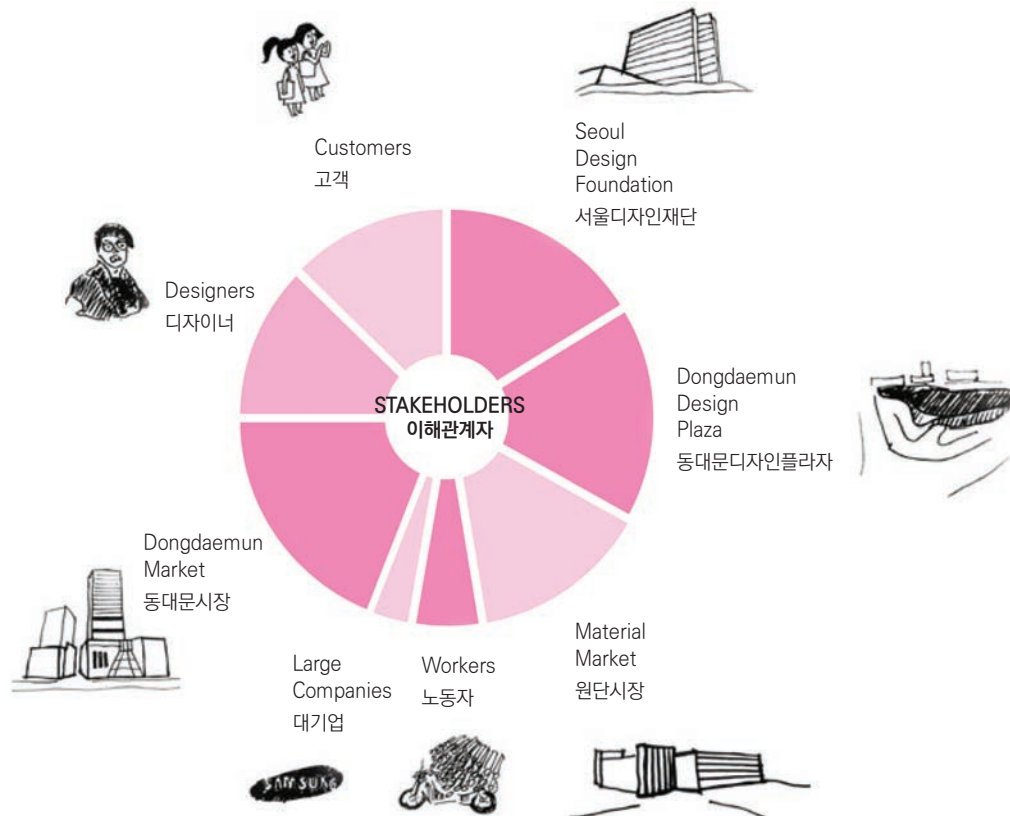 Customers
고객
Seoul
Design
Foundation
서울디자인재단
Designers
디자이너
STAKEHOLDERS
이해관계자
Dongdaemun
Design
Plaza
동대문디자인플라자
Dongdaemun
Market
동대문시장
Large
Companies
대기업
Workers
노동자
Material
Market
원단시장
SAMSUNG